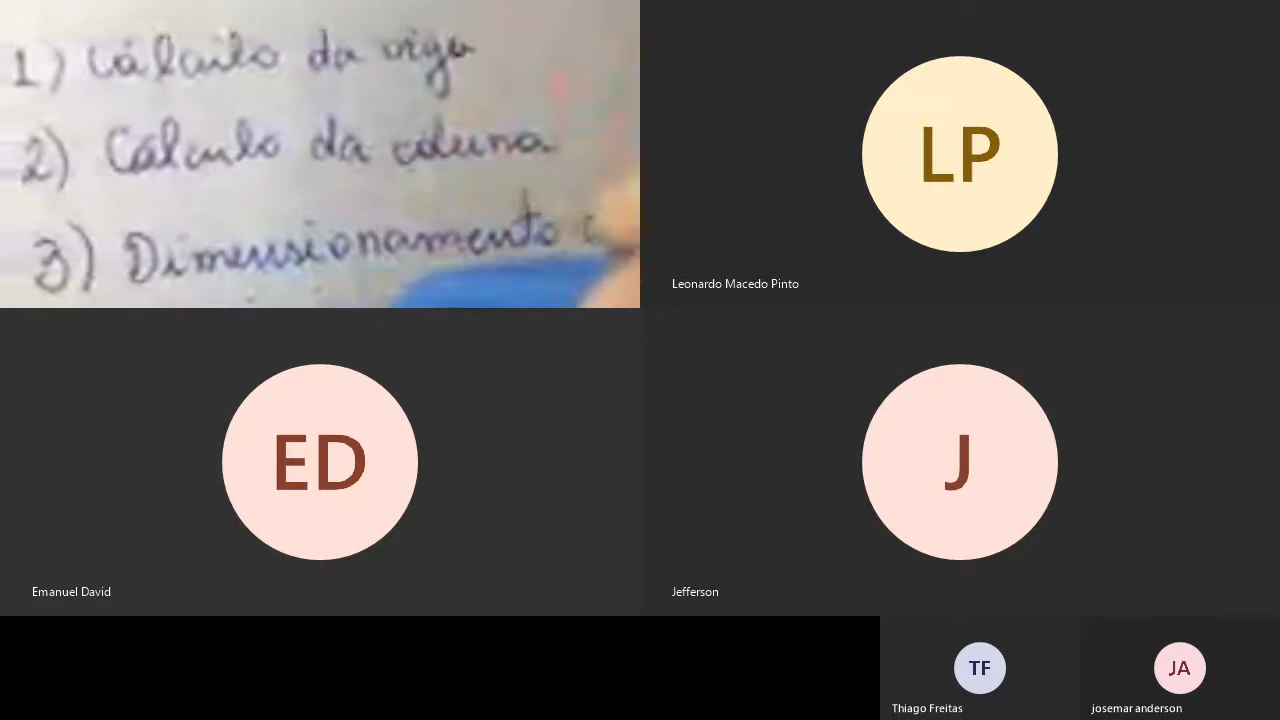 1) Cálculo da viga
2) Cálculo da coluna
3) Dimensionamento
LP
Leonardo Macedo Pinto
ED
Emanuel David
J
Jefferson
TF
Thiago Freitas
JA
josemar anderson